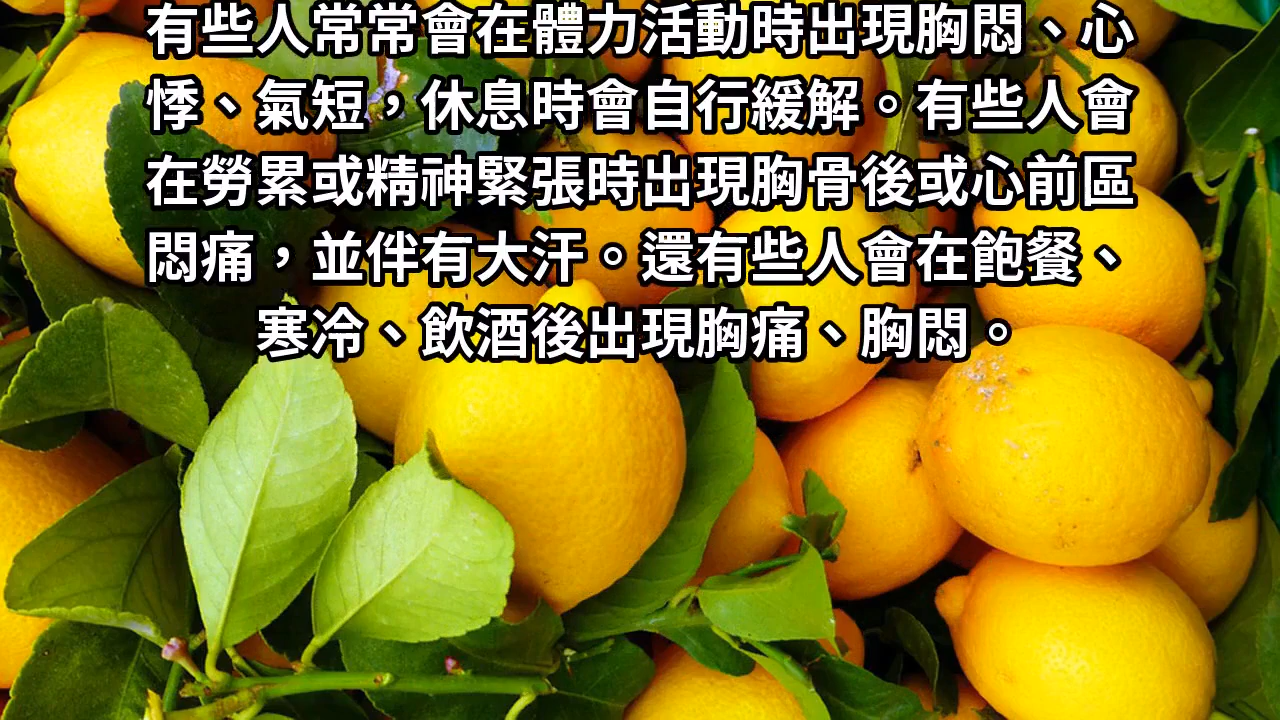 有些人常常會在體力活動時出現胸悶、心
悸、氣短，休息時會自行緩解。有些人會
在勞累或精神緊張時出現胸骨後或心前區
悶痛，並伴有大汗。還有些人會在飽餐、
寒冷、飲酒後出現胸痛、胸悶。